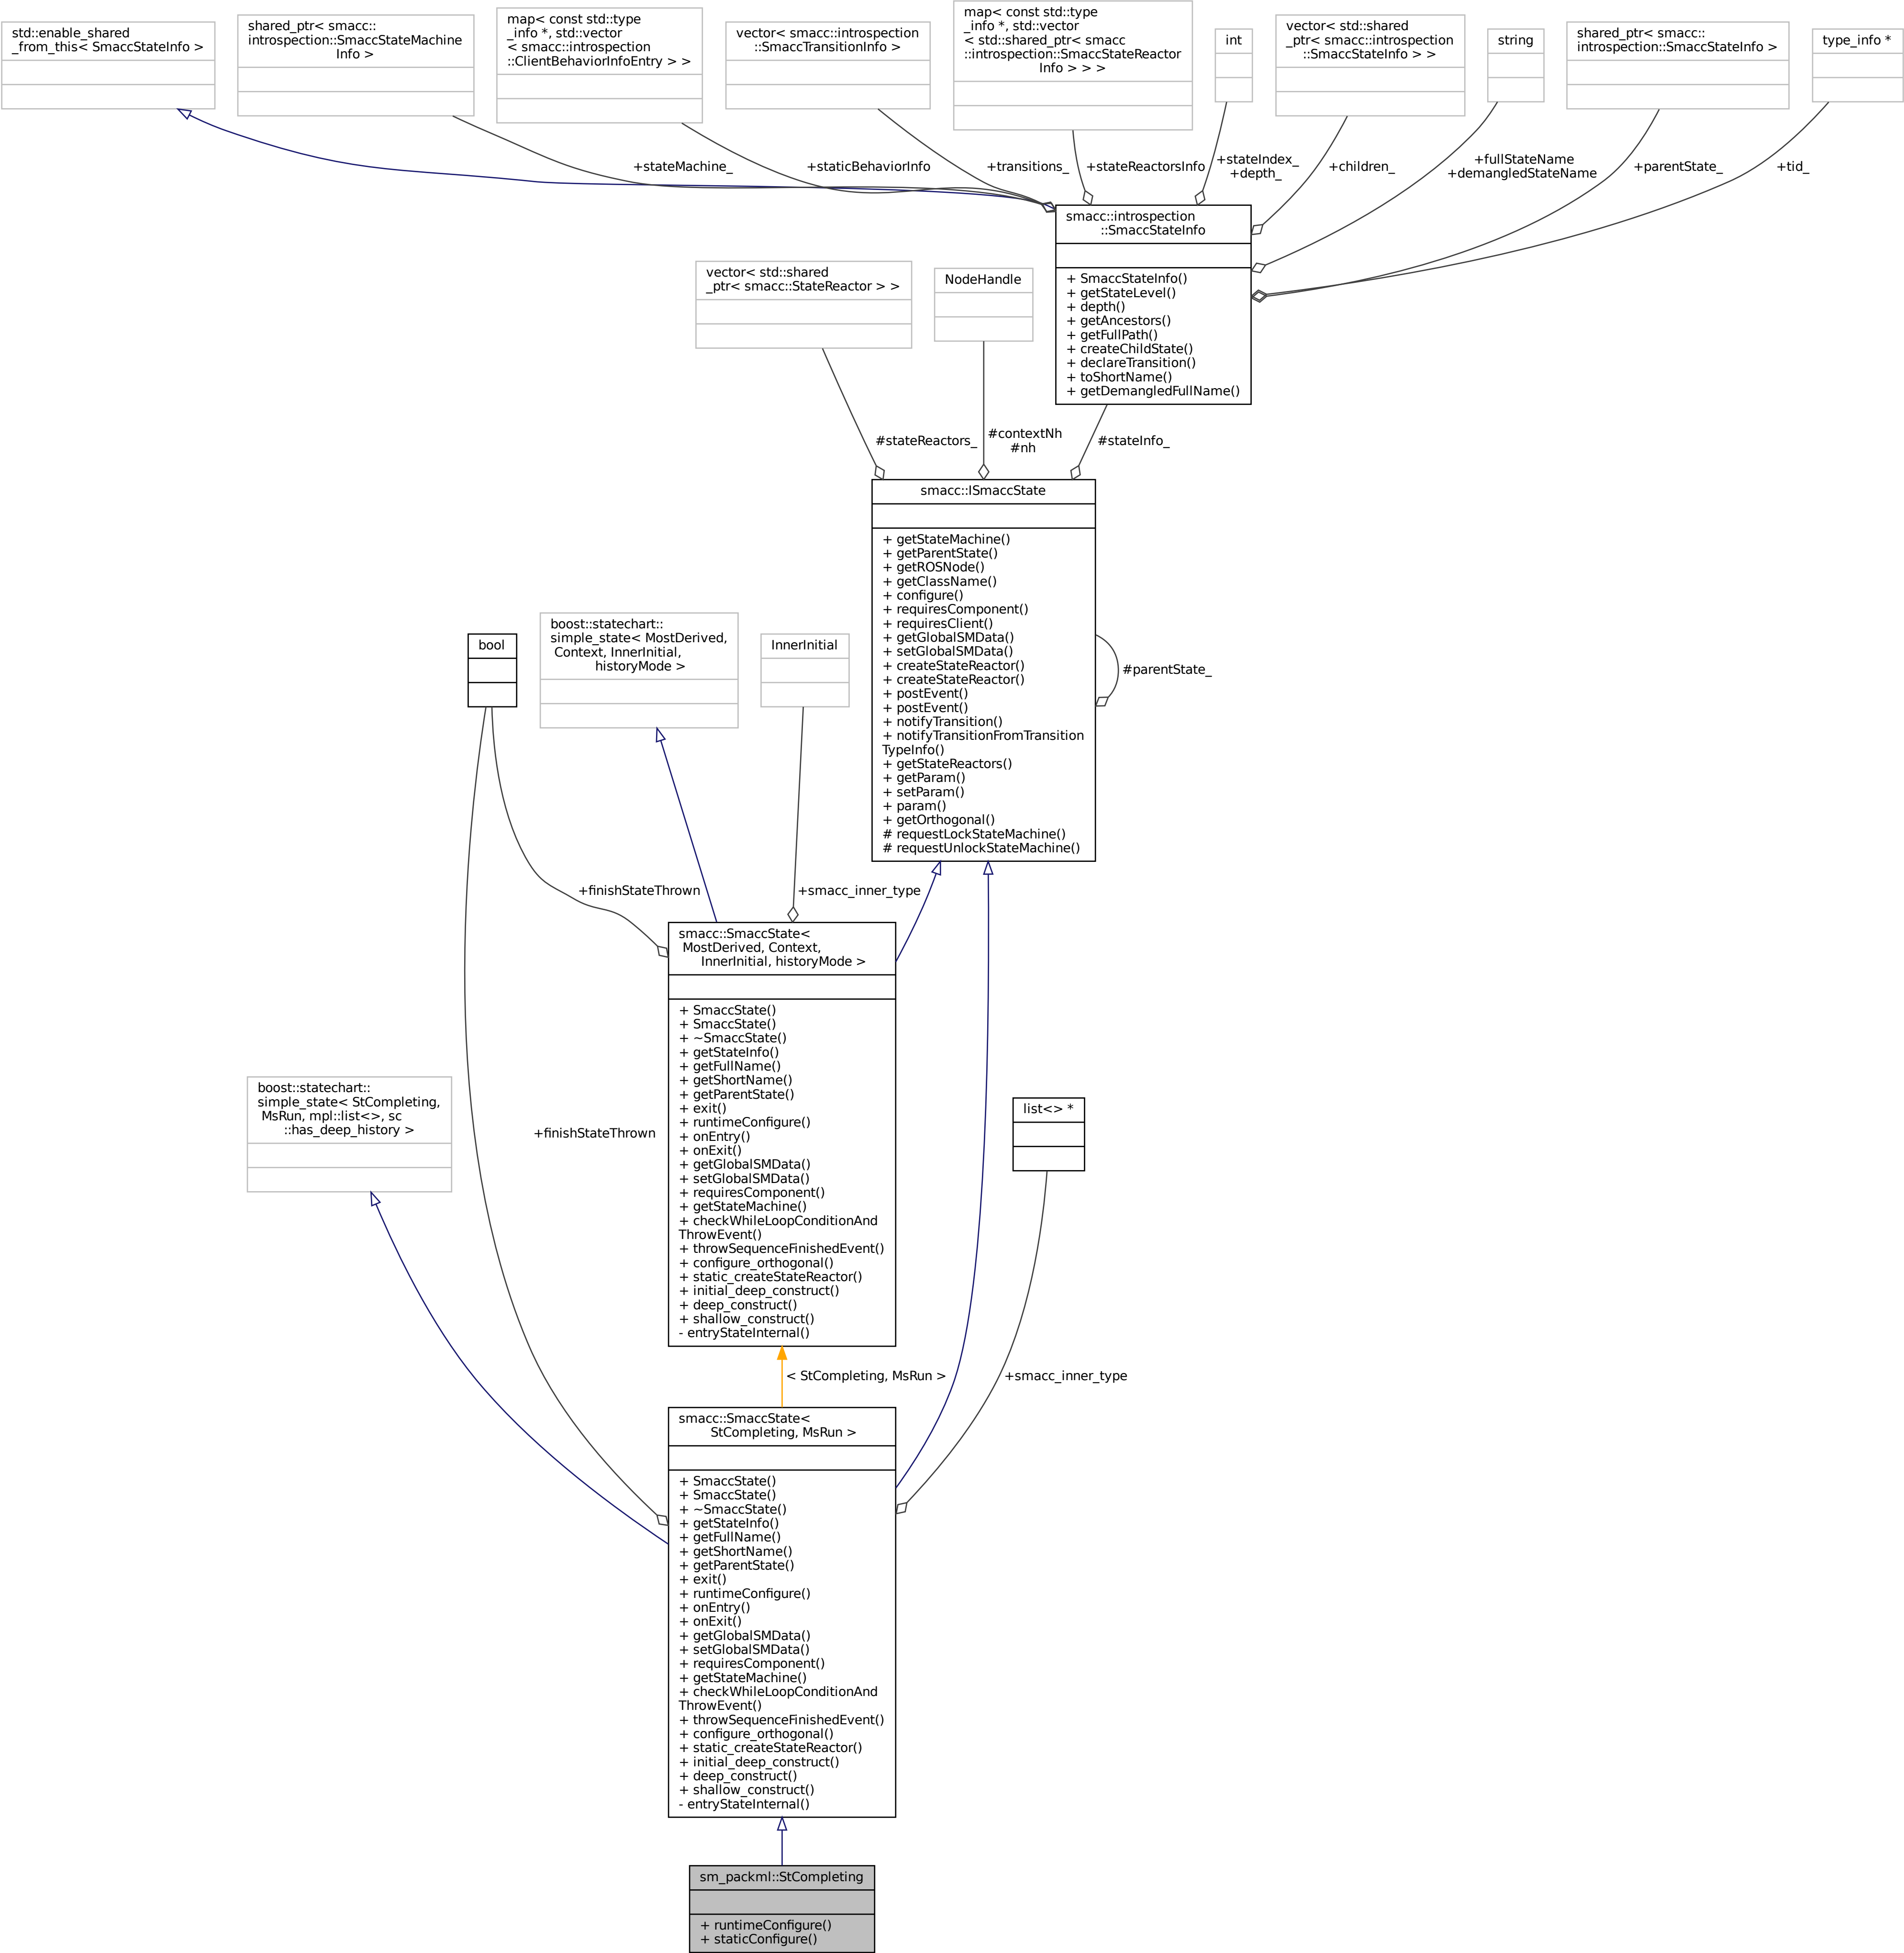 std::enable_shared
_from_this< SmaccStateInfo >
shared_ptr< smacc::
introspection::SmaccStateMachine
Info >
map< const std::type
_info *, std::vector
< smacc::introspection
::ClientBehaviorInfoEntry > >
vector< smacc::introspection
::SmaccTransitionInfo >
map< const std::type
_info *, std::vector
< std::shared_ptr< smacc
::introspection::SmaccStateReactor
Info > > >
int
vector< std::shared
_ptr< smacc::introspection
::SmaccStateInfo > >
string
shared_ptr< smacc::
introspection::SmaccStateInfo >
type_info *
+stateMachine_
+staticBehaviorInfo
+transitions_
+stateReactorsInfo
+stateIndex_
+depth_
+children_
+fullStateName
+demangledStateName
+parentState_
+tid_
smacc::introspection
::SmaccStateInfo
+ SmaccStateInfo()
+ getStateLevel()
+ depth()
+ getAncestors()
+ getFullPath()
+ createChildState()
+ declareTransition()
+ toShortName()
+ getDemangledFullName()
vector< std::shared
_ptr< smacc::StateReactor > >
NodeHandle
#stateReactors_
#contextNh
#nh
#stateInfo_
smacc::ISmaccState
+ getStateMachine()
+ getParentState()
+ getROSNode()
+ getClassName()
+ configure()
+ requiresComponent()
+ requiresClient()
+ getGlobalSMData()
+ setGlobalSMData()
+ createStateReactor()
+ createStateReactor()
+ postEvent()
+ postEvent()
+ notifyTransition()
+ notifyTransitionFromTransition
TypeInfo()
+ getStateReactors()
+ getParam()
+ setParam()
+ param()
+ getOrthogonal()
# requestLockStateMachine()
# requestUnlockStateMachine()
#parentState_
bool
boost::statechart::
simple_state< MostDerived,
Context, InnerInitial,
historyMode >
InnerInitial
+finishStateThrown
+smacc_inner_type
smacc::SmaccState<
MostDerived, Context,
InnerInitial, historyMode >
+ SmaccState()
+ SmaccState()
+ ~SmaccState()
+ getStateInfo()
+ getFullName()
+ getShortName()
+ getParentState()
+ exit()
+ runtimeConfigure()
+ onEntry()
+ onExit()
+ getGlobalSMData()
+ setGlobalSMData()
+ requiresComponent()
+ getStateMachine()
+ checkWhileLoopConditionAnd
ThrowEvent()
+ throwSequenceFinishedEvent()
+ configure_orthogonal()
+ static_createStateReactor()
+ initial_deep_construct()
+ deep_construct()
+ shallow_construct()
- entryStateInternal()
boost::statechart::
simple_state< StCompleting,
MsRun, mpl::list<>, sc
::has_deep_history >
+finishStateThrown
list<> *
< StCompleting, MsRun >
+smacc_inner_type
smacc::SmaccState<
StCompleting, MsRun >
+ SmaccState()
+ SmaccState()
+ ~SmaccState()
+ getStateInfo()
+ getFullName()
+ getShortName()
+ getParentState()
+ exit()
+ runtimeConfigure()
+ onEntry()
+ onExit()
+ getGlobalSMData()
+ setGlobalSMData()
+ requiresComponent()
+ getStateMachine()
+ checkWhileLoopConditionAnd
ThrowEvent()
+ throwSequenceFinishedEvent()
+ configure_orthogonal()
+ static_createStateReactor()
+ initial_deep_construct()
+ deep_construct()
+ shallow_construct()
- entryStateInternal()
sm_packml::StCompleting
+ runtimeConfigure()
+ staticConfigure()